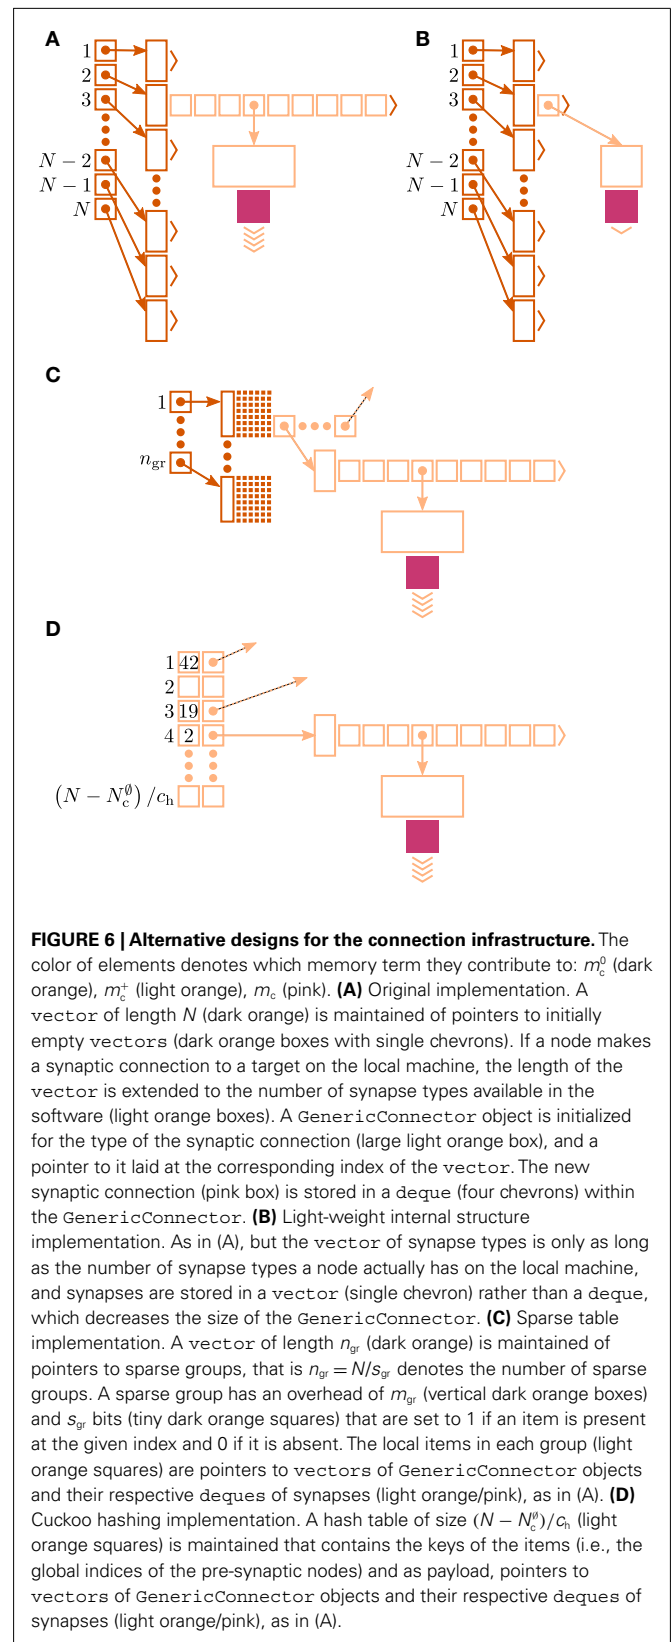 A
B
1
2
3
N − 2
N − 1
N
1
2
3
N − 2
N − 1
N
C
1
n_gr
D
1 42
2
3 19
4 2
(N − N_c^∅) /c_h
FIGURE 6 | Alternative designs for the connection infrastructure. The
color of elements denotes which memory term they contribute to: m_c^0 (dark
orange), m_c^+ (light orange), m_c (pink). (A) Original implementation. A
vector of length N (dark orange) is maintained of pointers to initially
empty vectors (dark orange boxes with single chevrons). If a node makes
a synaptic connection to a target on the local machine, the length of the
vector is extended to the number of synapse types available in the
software (light orange boxes). A GenericConnector object is initialized
for the type of the synaptic connection (large light orange box), and a
pointer to it laid at the corresponding index of the vector. The new
synaptic connection (pink box) is stored in a deque (four chevrons) within
the GenericConnector. (B) Light-weight internal structure
implementation. As in (A), but the vector of synapse types is only as long
as the number of synapse types a node actually has on the local machine,
and synapses are stored in a vector (single chevron) rather than a deque,
which decreases the size of the GenericConnector. (C) Sparse table
implementation. A vector of length n_gr (dark orange) is maintained of
pointers to sparse groups, that is n_gr = N/s_gr denotes the number of sparse
groups. A sparse group has an overhead of m_gr (vertical dark orange boxes)
and s_gr bits (tiny dark orange squares) that are set to 1 if an item is present
at the given index and 0 if it is absent. The local items in each group (light
orange squares) are pointers to vectors of GenericConnector objects
and their respective deques of synapses (light orange/pink), as in (A). (D)
Cuckoo hashing implementation. A hash table of size (N − N_c^∅)/c_h (light
orange squares) is maintained that contains the keys of the items (i.e., the
global indices of the pre-synaptic nodes) and as payload, pointers to
vectors of GenericConnector objects and their respective deques of
synapses (light orange/pink), as in (A).